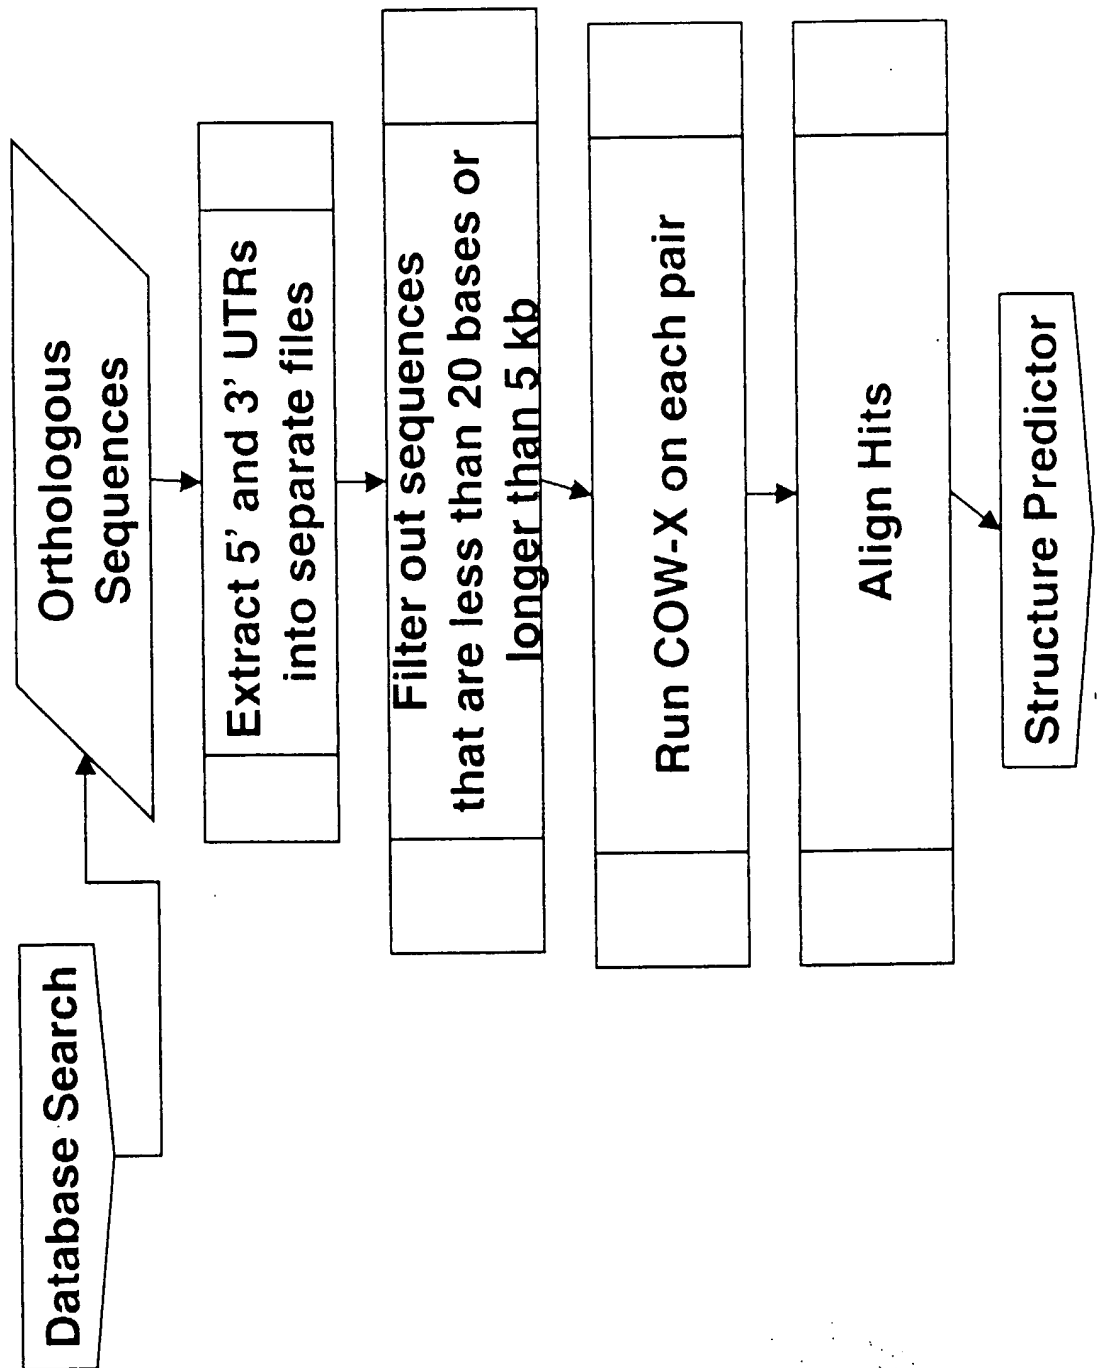 Database Search
Orthologous
Sequences
Extract 5' and 3' UTRs
into separate files
Filter out sequences
that are less than 20 bases or
longer than 5 kb
Run COW-X on each pair
Align Hits
Structure Predictor